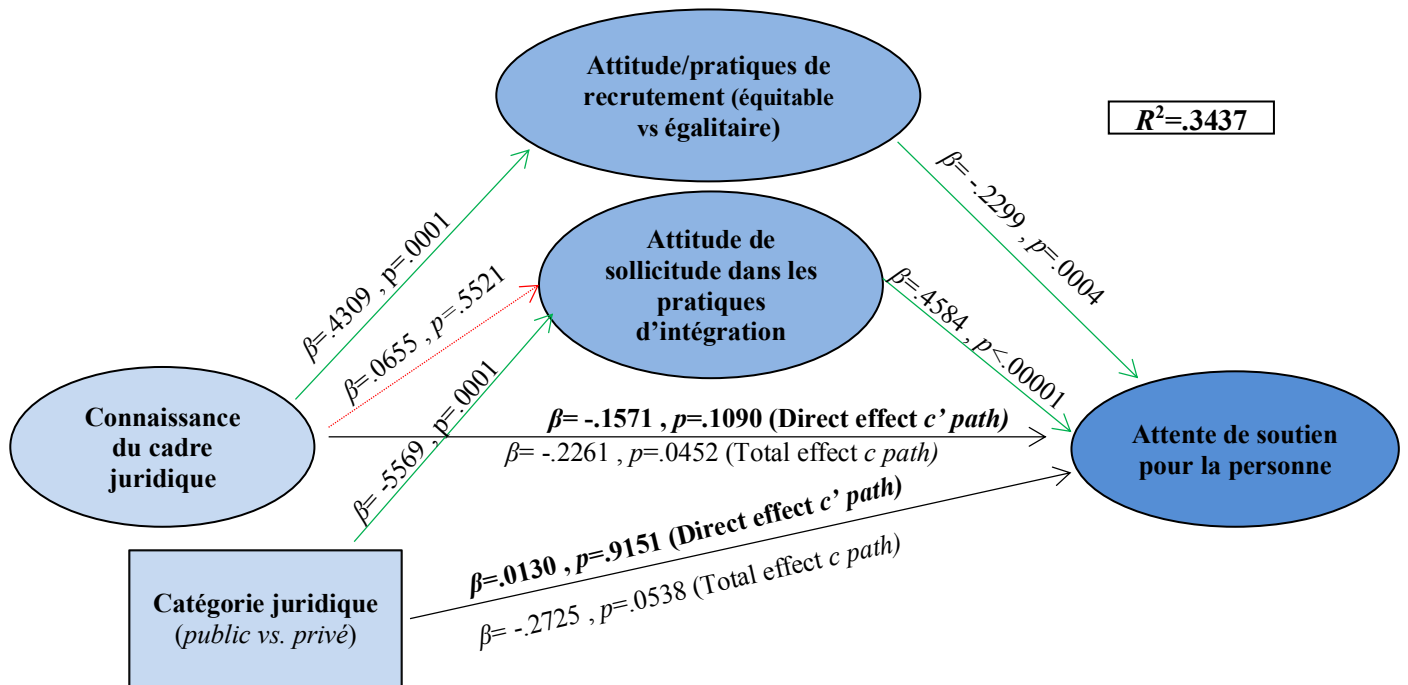 Attitude/pratiques de
recrutement (équitable
vs égalitaire)
R²=.3437
β=.4309 , p=.0001
β= -.2299 , p=.0004
Attitude de
sollicitude dans les
pratiques
d’intégration
β=.0655 , p=.5521
β=.4584 , p<.00001
β= -5569 , p=.0001
Connaissance
du cadre
juridique
β= -.1571 , p=.1090 (Direct effect c’ path)
β= -.2261 , p=.0452 (Total effect c path)
Attente de soutien
pour la personne
β=.0130 , p=.9151 (Direct effect c’ path)
β= -.2725 , p=.0538 (Total effect c path)
Catégorie juridique
(public vs. privé)